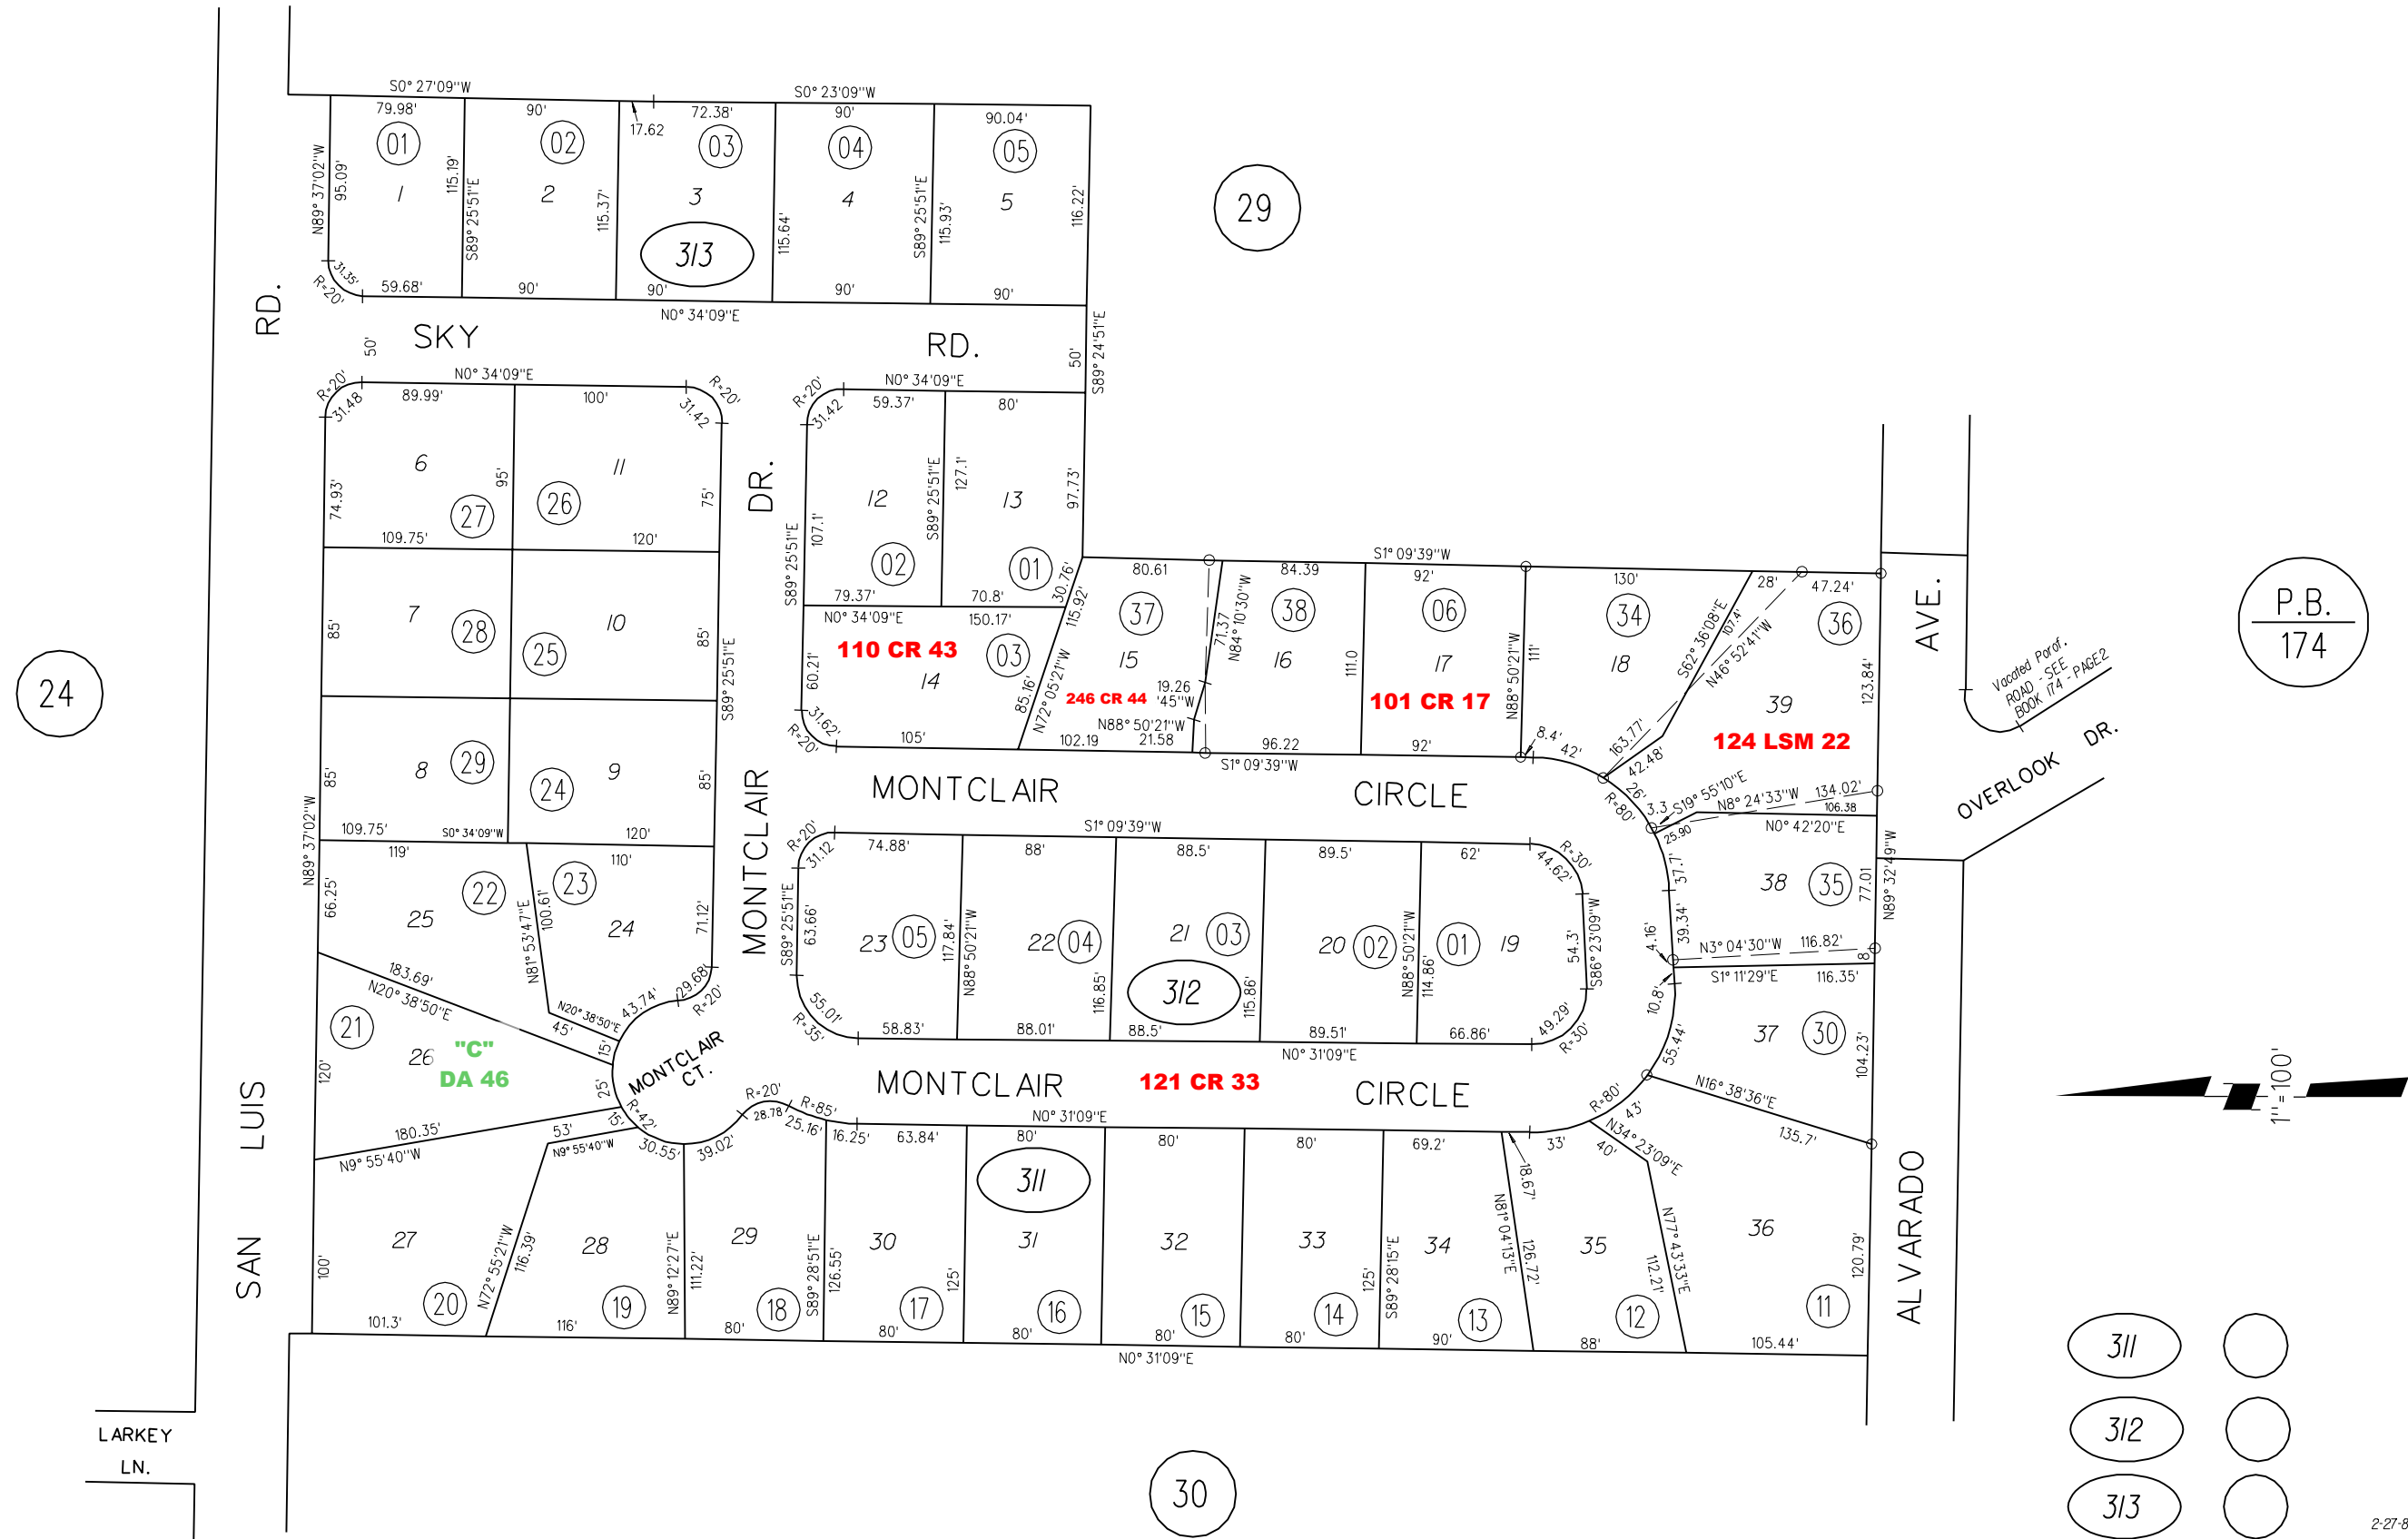 S0° 27'09"W
S0° 23'09"W
79.98'
90'
17.62
72.38'
90'
90.04'
01
02
03
04
05
N89° 37'02"W
95.09'
1
115.19'
S89° 25'51"E
2
115.37'
3
115.64'
4
S89° 25'51"E
115.93'
5
116.22'
313
29
31.35'
R=20'
59.68'
90'
90'
90'
90'
N0° 34'09"E
RD.
SKY
RD.
50'
50'
S89° 24'51"E
N0° 34'09"E
N0° 34'09"E
R=20'
31.48
89.99'
100'
31.42
R=20'
R=20'
31.42
59.37'
80'
6
11
74.93'
95'
27
26
75'
DR.
12
13
107.1'
S89° 25'51"E
S89° 25'51"E
127.1'
97.73'
02
01
109.75'
120'
79.37'
70.8'
30.76'
N0° 34'09"E
150.17'
115.92'
7
28
25
10
85'
85'
S89° 25'51"E
110 CR 43
03
14
60.21'
31.62'
R=20'
105'
85.16'
N72° 05'21"W
S1° 09'39"W
80.61
84.39
92'
130'
28'
47.24'
37
38
06
34
36
71.37
N84° 10'30"W
15
16
17
18
39
246 CR 44
19.26
'45"W
N88° 50'21"W
102.19
21.58
111.0
101 CR 17
N88° 50'21"W
111'
96.22
92'
S1° 09'39"W
8.4'
42'
S62° 36'08"E
107.4'
N46° 52'41"W
163.77'
42.48'
123.84'
124 LSM 22
AVE.
P.B.
174
Vacated Porof.
ROAD - SEE
BOOK 174 - PAGE2
OVERLOOK DR.
24
8
29
24
9
85'
85'
109.75'
S0° 34'09"W
120'
N89° 37'02"W
MONTCLAIR
MONTCLAIR CIRCLE
26'
R=80'
3.3
S19° 55'10"E
N8° 24'33"W
134.02'
106.38
25.90
N0° 42'20"E
119'
110'
66.25'
22
23
25
24
N81° 53'47"E
100.61'
71.12'
R=20'
31.12
S1° 09'39"W
74.88'
88'
88.5'
89.5'
62'
44.62'
R=30'
S89° 25'51"E
63.66'
23
05
117.84'
N88° 50'21"W
22
04
116.85'
21
03
312
115.86'
20
02
N88° 50'21"W
114.86'
01
19
54.3'
S86° 23'09"W
37.7'
39.34'
4.16'
38
35
77.01
N89° 32'49"W
N3° 04'30"W
116.82'
8
S1° 11'29"E
116.35'
183.69'
N20° 38'50"E
N20° 38'50"E
45'
43.74'
29.68'
R=20'
21
26
"C"
DA 46
120'
15'
25'
15'
R=42'
MONTCLAIR
CT.
55.01'
R=35'
58.83'
88.01'
88.5'
89.51'
66.86'
49.29'
R=30'
N0° 31'09"E
MONTCLAIR
121 CR 33
CIRCLE
10.8'
55.44'
37
30
104.23'
N16° 38'36"E
135.7'
1"=100'
180.35'
N9° 55'40"W
53'
N9° 55'40"W
30.55'
39.02'
R=20'
28.78
R=85'
25.16'
16.25'
63.84'
N0° 31'09"E
80'
80'
80'
69.2'
33'
43'
R=80'
N34° 23'09"E
40'
18.67'
SAN LUIS
ALVARADO
27
28
29
30
31
32
33
34
35
36
311
100'
20
N72° 55'21"W
116.39'
19
N89° 12'27"E
111.22'
18
S89° 28'51"E
126.55'
17
125'
16
15
14
125'
S89° 28'15"E
13
N81° 04'13"E
126.72'
12
112.21'
N77° 43'33"E
11
120.79'
101.3'
116'
80'
80'
80'
80'
80'
90'
88'
105.44'
N0° 31'09"E
LARKEY
LN.
30
311
312
313
2-27-8